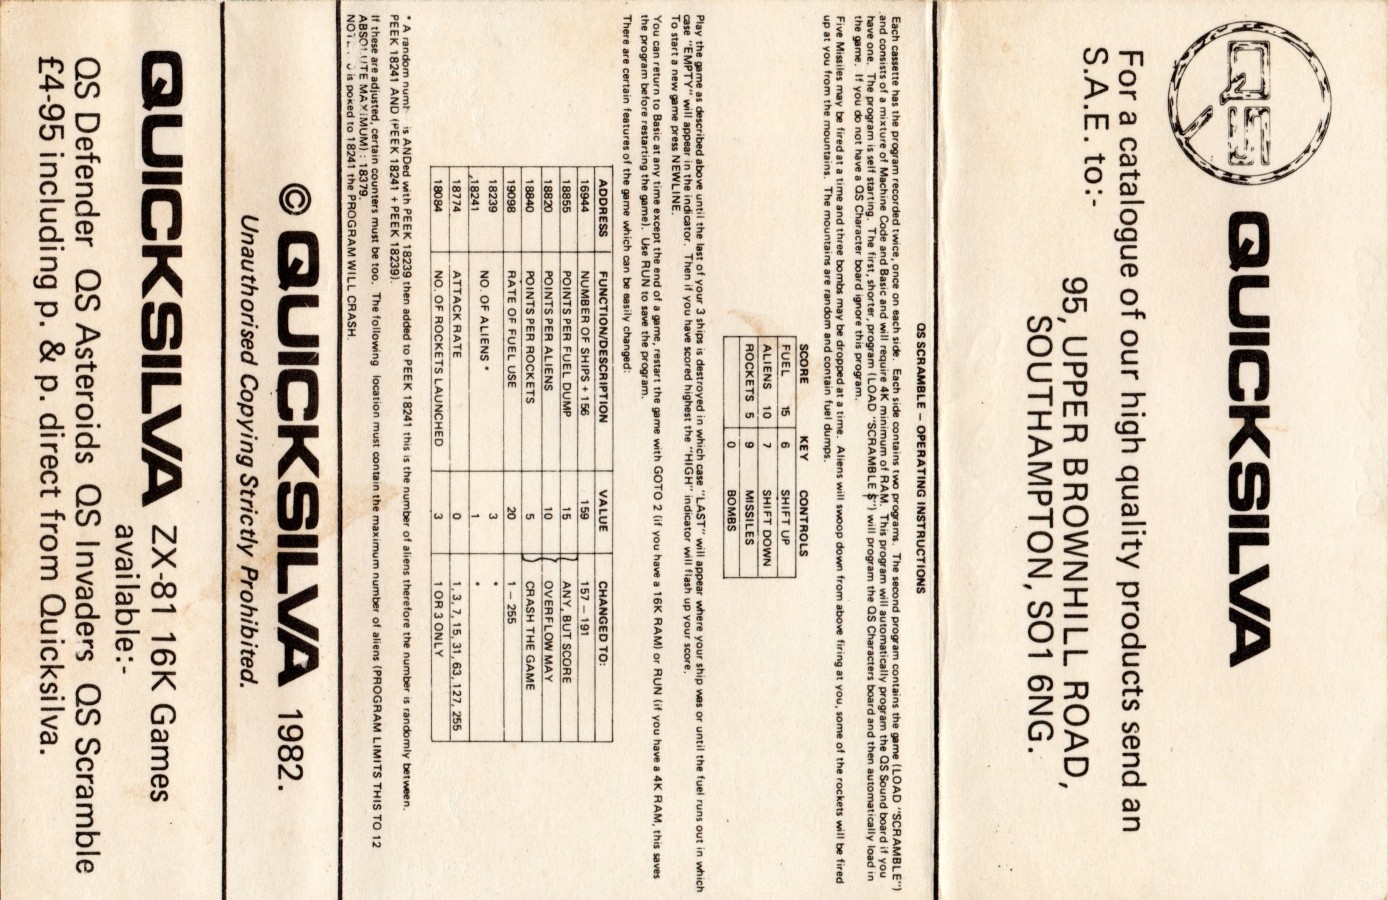 QS
QUICKSILVA
For a catalogue of our high quality products send an
S.A.E. to:-
95, UPPER BROWNHILL ROAD,
SOUTHAMPTON, SO1 6NG.
QS SCRAMBLE – OPERATING INSTRUCTIONS
Each cassette has the program recorded twice, once on each side. Each side contains two programs. The second program contains the game (LOAD "SCRAMBLE")
and consists of a mixture of Machine Code and Basic and will require 4K minimum of RAM. This program will automatically program the QS Sound board if you
have one. The program is self starting. The first, shorter, program (LOAD "SCRAMBLE $") will program the QS Characters board and then automatically load in
the game. If you do not have a QS Character board ignore this program.
Five Missiles may be fired at a time and three bombs may be dropped at a time. Aliens will swoop down from above firing at you, some of the rockets will be fired
up at you from the mountains. The mountains are random and contain fuel dumps.
SCORE KEY CONTROLS
FUEL 15 6 SHIFT UP
ALIENS 10 7 SHIFT DOWN
ROCKETS 5 9 MISSILES
0 BOMBS
Play the game as described above until the last of your 3 ships is destroyed in which case "LAST" will appear where your ship was or until the fuel runs out in which
case "EMPTY" will appear in the indicator. Then if you have scored highest the "HIGH" indicator will flash up your score.
To start a new game press NEWLINE.
You can return to Basic at any time except the end of a game, restart the game with GOTO 2 (if you have a 16K RAM) or RUN (if you have a 4K RAM, this saves
the program before restarting the game). Use RUN to save the program.
There are certain features of the game which can be easily changed:
ADDRESS FUNCTION/DESCRIPTION VALUE CHANGED TO:
16944 NUMBER OF SHIPS + 156 159 157 – 191
18855 POINTS PER FUEL DUMP 15 ANY, BUT SCORE
18820 POINTS PER ALIENS 10 OVERFLOW MAY
18840 POINTS PER ROCKETS 5 CRASH THE GAME
19098 RATE OF FUEL USE 20 1 – 255
18239 NO. OF ALIENS * 3 *
18241 1 *
18774 ATTACK RATE 0 1, 3, 7, 15, 31, 63, 127, 255
18084 NO. OF ROCKETS LAUNCHED 3 1 OR 3 ONLY
* A random is ANDed with PEEK 18239 then added to PEEK 18241 this is the number of aliens therefore the number is randomly between.
PEEK 18241 AND (PEEK 18241 + PEEK 18239).
If these are adjusted, certain counters must be too. The following location must contain the maximum number of aliens (PROGRAM LIMITS THIS TO 12
ABSOLUTE MAXIMUM) : 18379.
is poked to 18241 the PROGRAM WILL CRASH.
© QUICKSILVA 1982.
Unauthorised Copying Strictly Prohibited.
QUICKSILVA ZX-81 16K Games
available:-
QS Defender QS Asteroids QS Invaders QS Scramble
£4-95 including p. & p. direct from Quicksilva.